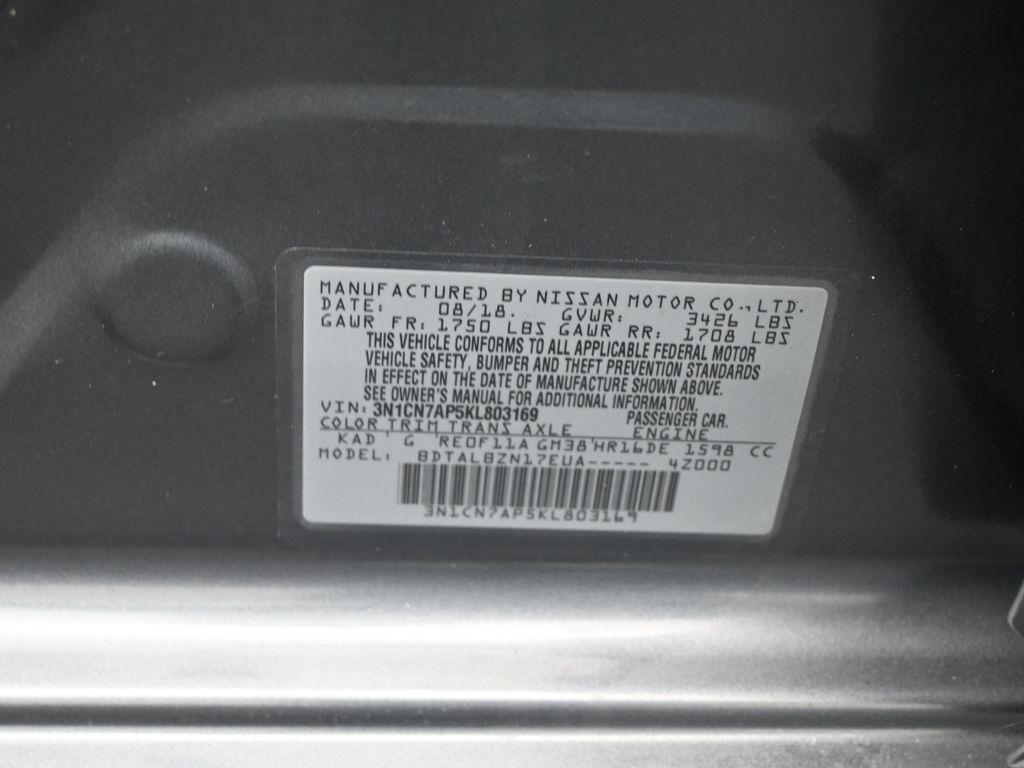 MANUFACTURED BY NISSAN MOTOR CO., LTD.
DATE: 08/18. GVWR: 3426 LBS
GAWR FR: 1750 LBS GAWR RR: 1708 LBS
THIS VEHICLE CONFORMS TO ALL APPLICABLE FEDERAL MOTOR
VEHICLE SAFETY, BUMPER AND THEFT PREVENTION STANDARDS
IN EFFECT ON THE DATE OF MANUFACTURE SHOWN ABOVE.
SEE OWNER'S MANUAL FOR ADDITIONAL INFORMATION.
VIN: 3N1CN7AP5KL803169 PASSENGER CAR.
COLOR TRIM TRANS AXLE ENGINE
KAD ' G 'RE0F11A GM38'HR16DE 1598 CC
MODEL: BDTALBZN17EUA----- 4Z000
3N1CN7AP5KL803169